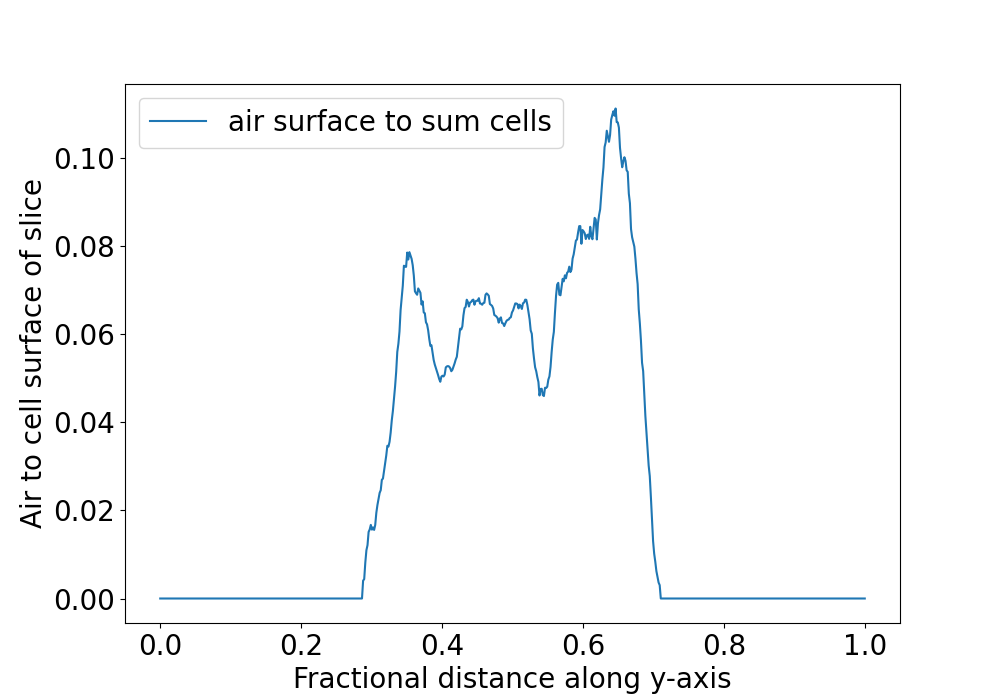 air surface to sum cells
Air to cell surface of slice
0.10
0.08
0.06
0.04
0.02
0.00
0.0 0.2 0.4 0.6 0.8 1.0
Fractional distance along y-axis